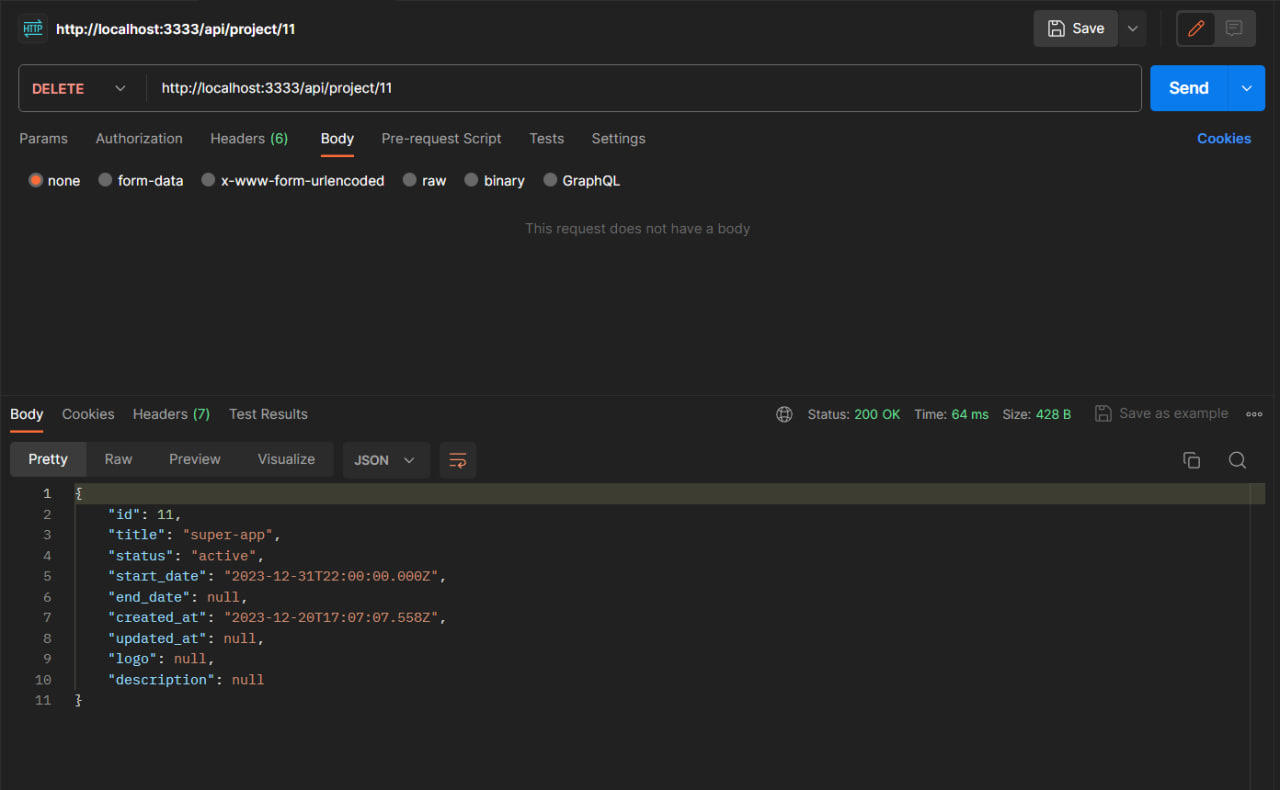 HTTP http://localhost:3333/api/project/11 Save
DELETE http://localhost:3333/api/project/11 Send
Params Authorization Headers (6) Body Pre-request Script Tests Settings Cookies
none form-data x-www-form-urlencoded raw binary GraphQL
This request does not have a body
Body Cookies Headers (7) Test Results Status: 200 OK Time: 64 ms Size: 428 B Save as example
Pretty Raw Preview Visualize JSON
1 {
2 "id": 11,
3 "title": "super-app",
4 "status": "active",
5 "start_date": "2023-12-31T22:00:00.000Z",
6 "end_date": null,
7 "created_at": "2023-12-20T17:07:07.558Z",
8 "updated_at": null,
9 "logo": null,
10 "description": null
11 }